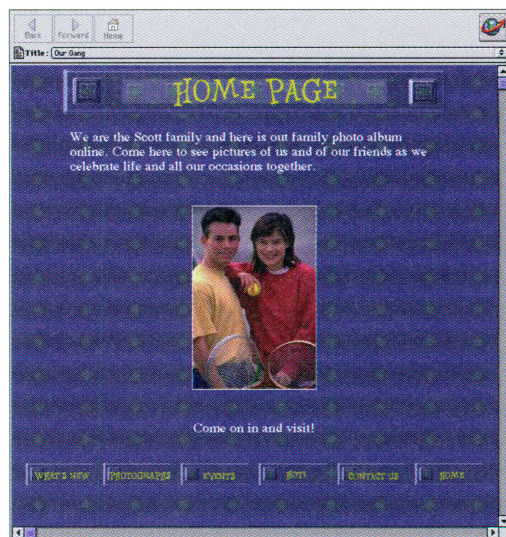 Back Forward Home
Title: Our Gang
HOME PAGE
We are the Scott family and here is out family photo album
online. Come here to see pictures of us and of our friends as we
celebrate life and all our occasions together.
Come on in and visit!
WHAT'S NEW PHOTOGRAPHS EVENTS HOT! CONTACT US HOME